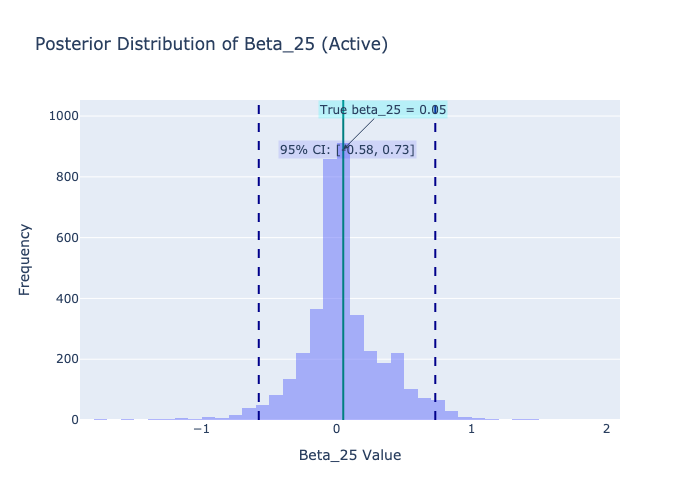 Posterior Distribution of Beta_25 (Active)
True beta_25 = 0.05
95% CI: [-0.58, 0.73]
1000
800
600
400
200
0
Frequency
−1
0
1
2
Beta_25 Value